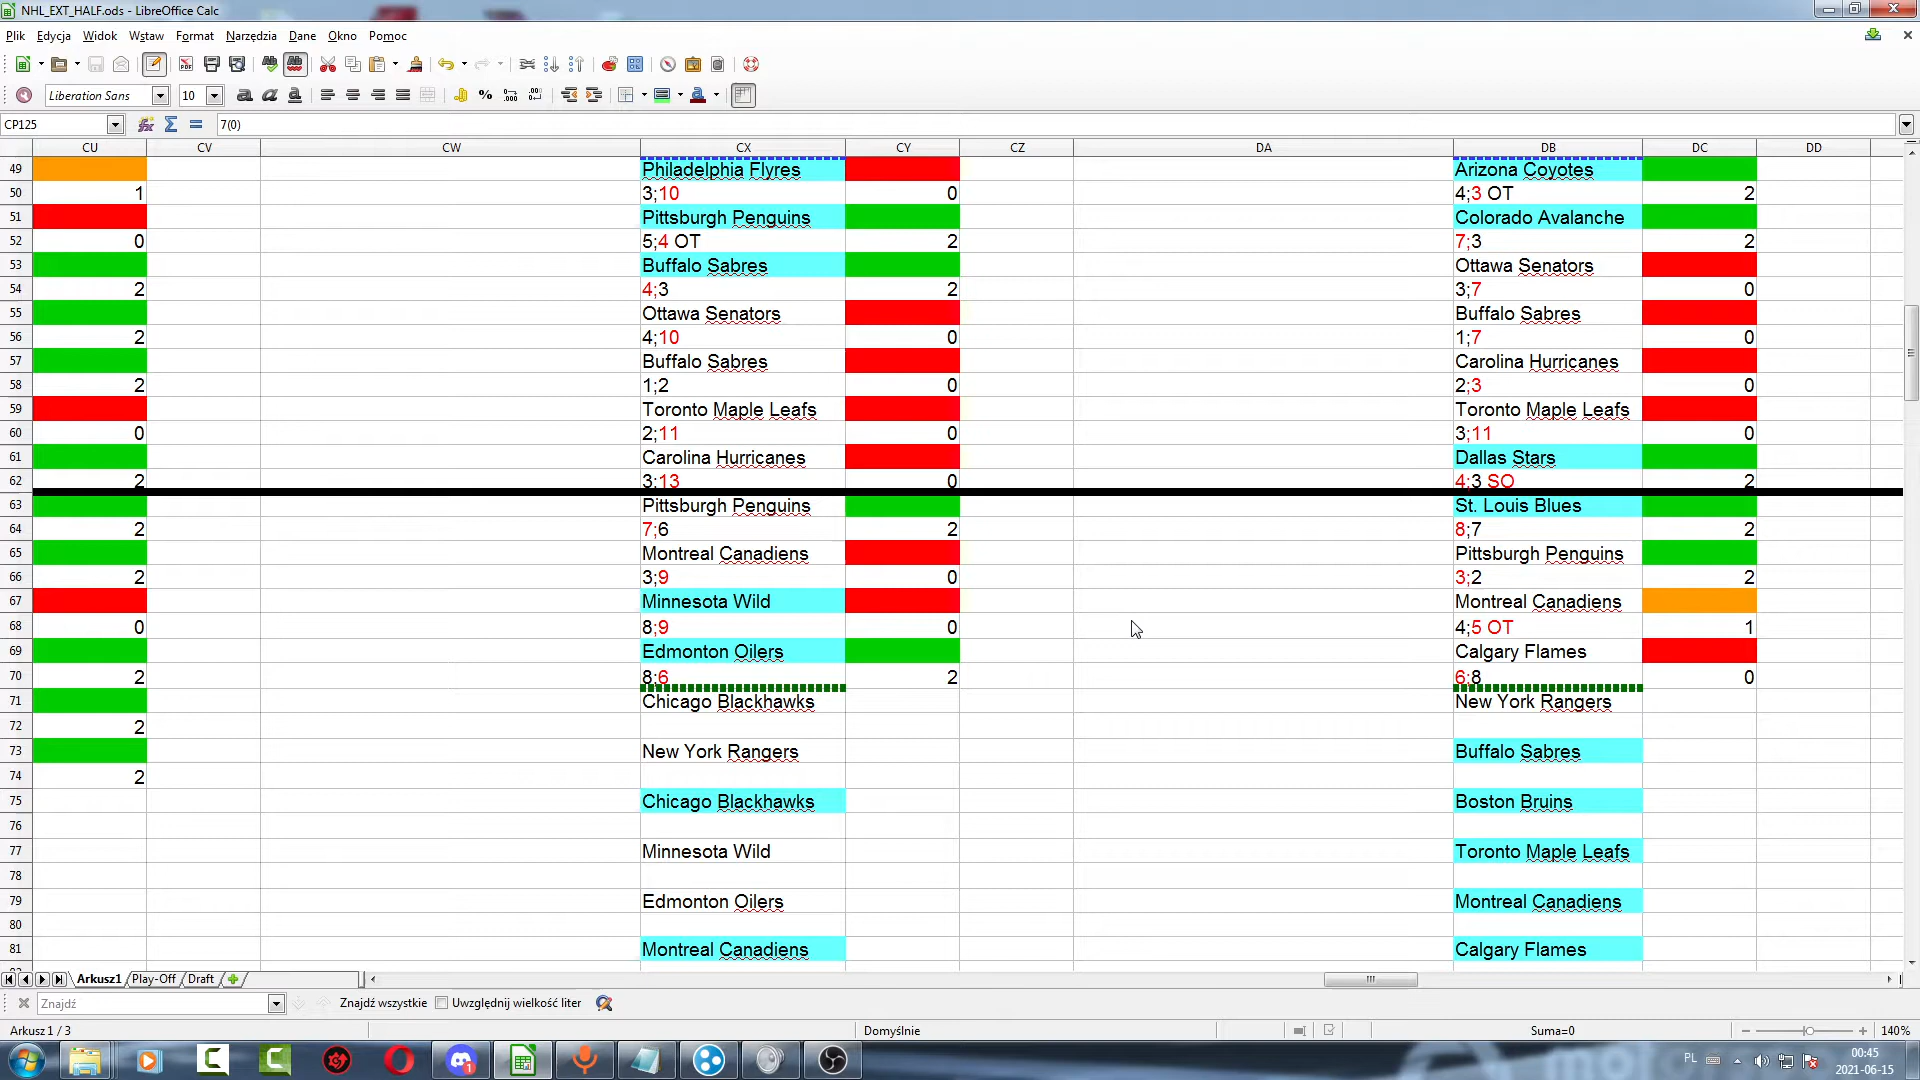 NHL_EXT_HALF.ods - LibreOffice Calc
Plik Edycja Widok Wstaw Format Narzędzia Dane Okno Pomoc
Liberation Sans 10
CP125 7(0)
CU CV CW CX CY CZ DA DB DC DD
49 Philadelphia Flyres Arizona Coyotes
50 1 3;10 0 4;3 OT 2
51 Pittsburgh Penguins Colorado Avalanche
52 0 5;4 OT 2 7;3 2
53 Buffalo Sabres Ottawa Senators
54 2 4;3 2 3;7 0
55 Ottawa Senators Buffalo Sabres
56 2 4;10 0 1;7 0
57 Buffalo Sabres Carolina Hurricanes
58 2 1;2 0 2;3 0
59 Toronto Maple Leafs Toronto Maple Leafs
60 0 2;11 0 3;11 0
61 Carolina Hurricanes Dallas Stars
62 2 3;13 0 4;3 SO 2
63 Pittsburgh Penguins St. Louis Blues
64 2 7;6 2 8;7 2
65 Montreal Canadiens Pittsburgh Penguins
66 2 3;9 0 3;2 2
67 Minnesota Wild Montreal Canadiens
68 0 8;9 0 4;5 OT 1
69 Edmonton Oilers Calgary Flames
70 2 8;6 2 6;8 0
71 Chicago Blackhawks New York Rangers
72 2
73 New York Rangers Buffalo Sabres
74 2
75 Chicago Blackhawks Boston Bruins
76
77 Minnesota Wild Toronto Maple Leafs
78
79 Edmonton Oilers Montreal Canadiens
80
81 Montreal Canadiens Calgary Flames
Arkusz1 Play-Off Draft
Znajdź Znajdź wszystkie Uwzględnij wielkość liter
Arkusz 1 / 3 Domyślnie Suma=0 140%
PL 00:45
2021-06-15